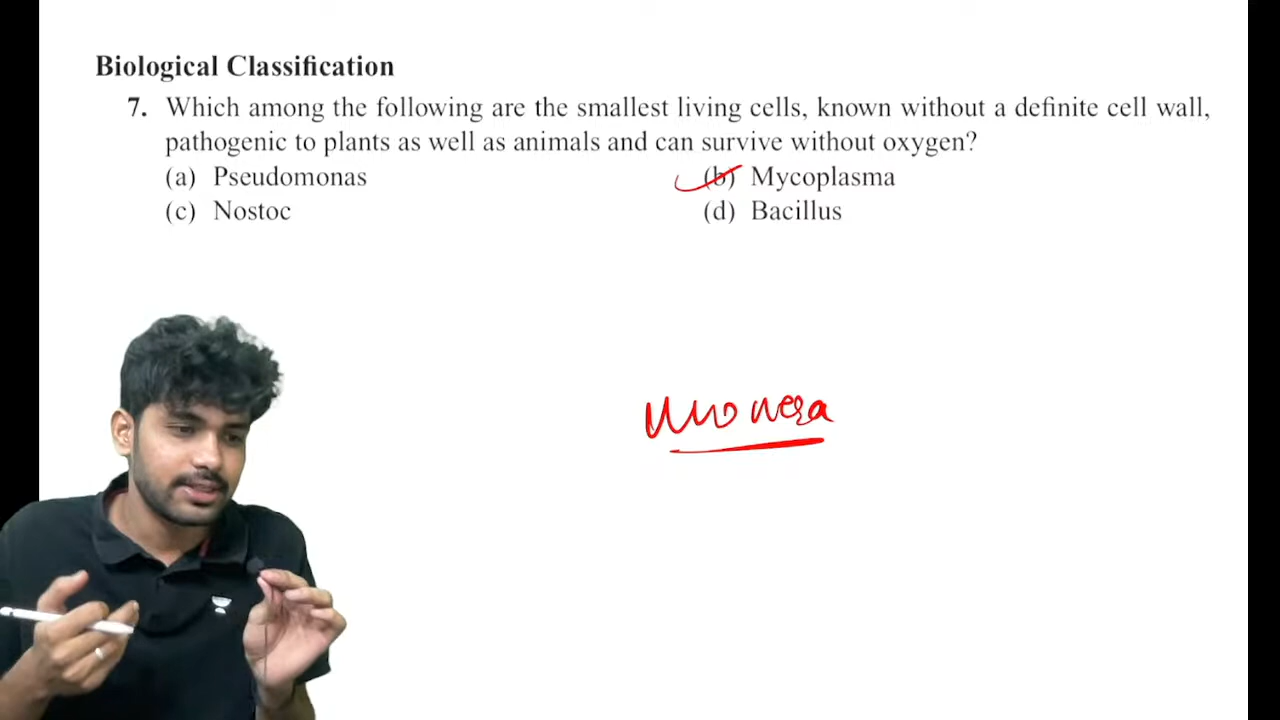 Biological Classification
7. Which among the following are the smallest living cells, known without a definite cell wall,
pathogenic to plants as well as animals and can survive without oxygen?
(a) Pseudomonas (b) Mycoplasma
(c) Nostoc (d) Bacillus
Monera